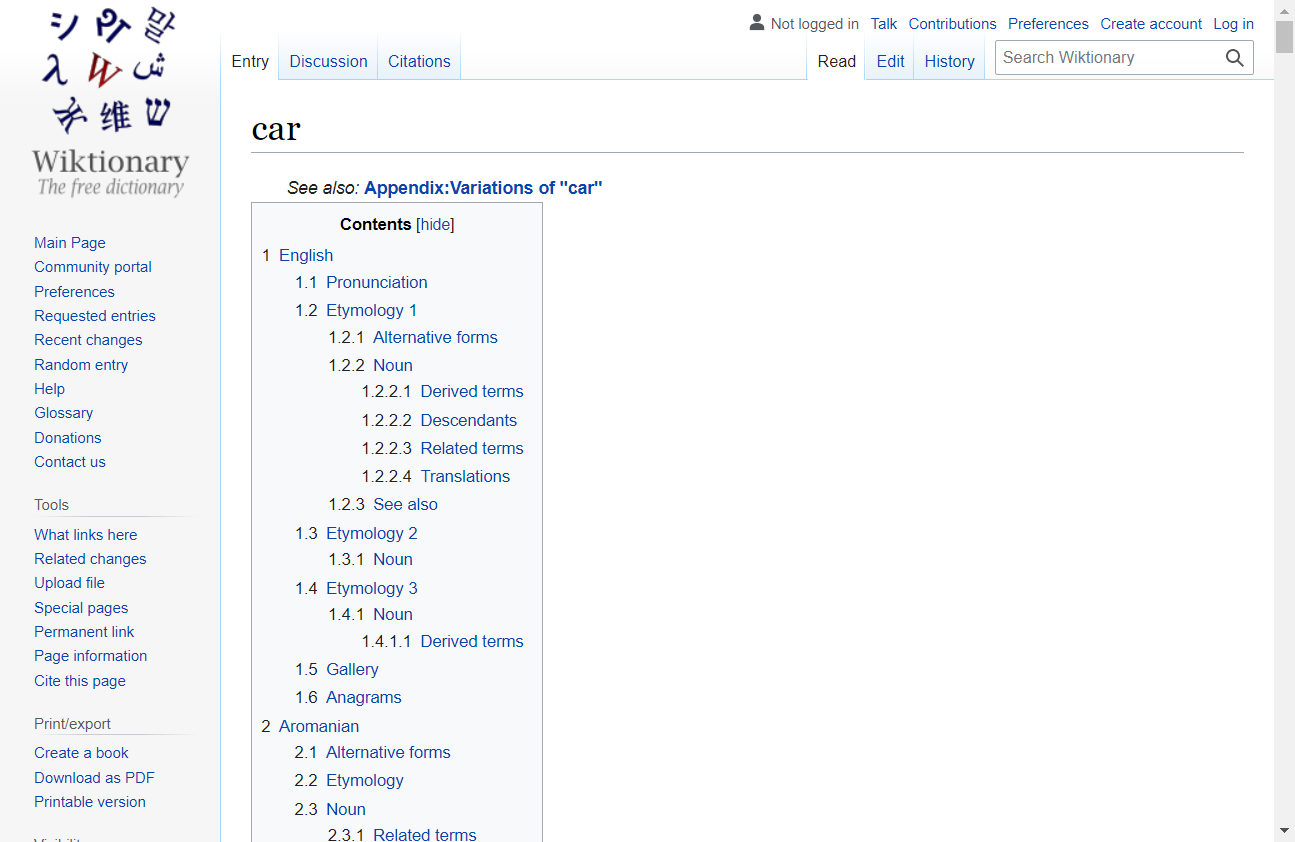 Not logged in Talk Contributions Preferences Create account Log in
Entry Discussion Citations Read Edit History Search Wiktionary
维
Wiktionary
The free dictionary
Main Page
Community portal
Preferences
Requested entries
Recent changes
Random entry
Help
Glossary
Donations
Contact us
Tools
What links here
Related changes
Upload file
Special pages
Permanent link
Page information
Cite this page
Print/export
Create a book
Download as PDF
Printable version
car
See also: Appendix:Variations of "car"
Contents [hide]
1 English
1.1 Pronunciation
1.2 Etymology 1
1.2.1 Alternative forms
1.2.2 Noun
1.2.2.1 Derived terms
1.2.2.2 Descendants
1.2.2.3 Related terms
1.2.2.4 Translations
1.2.3 See also
1.3 Etymology 2
1.3.1 Noun
1.4 Etymology 3
1.4.1 Noun
1.4.1.1 Derived terms
1.5 Gallery
1.6 Anagrams
2 Aromanian
2.1 Alternative forms
2.2 Etymology
2.3 Noun
2.3.1 Related terms